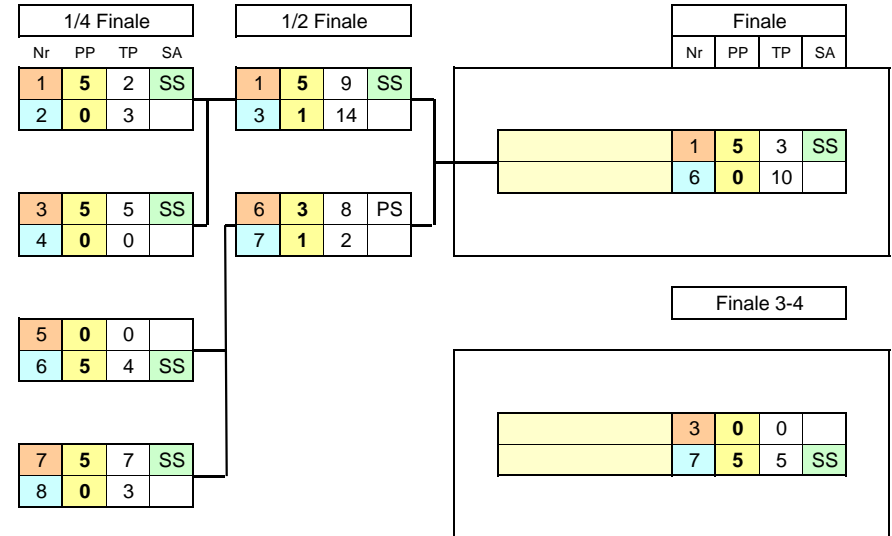 1/4 Finale 1/2 Finale Finale
Nr PP TP SA Nr PP TP SA
1 5 2 SS 1 5 9 SS
2 0 3 3 1 14
1 5 3 SS
6 0 10
3 5 5 SS 6 3 8 PS
4 0 0 7 1 2
Finale 3-4
5 0 0
6 5 4 SS
3 0 0
7 5 7 SS 7 5 5 SS
8 0 3